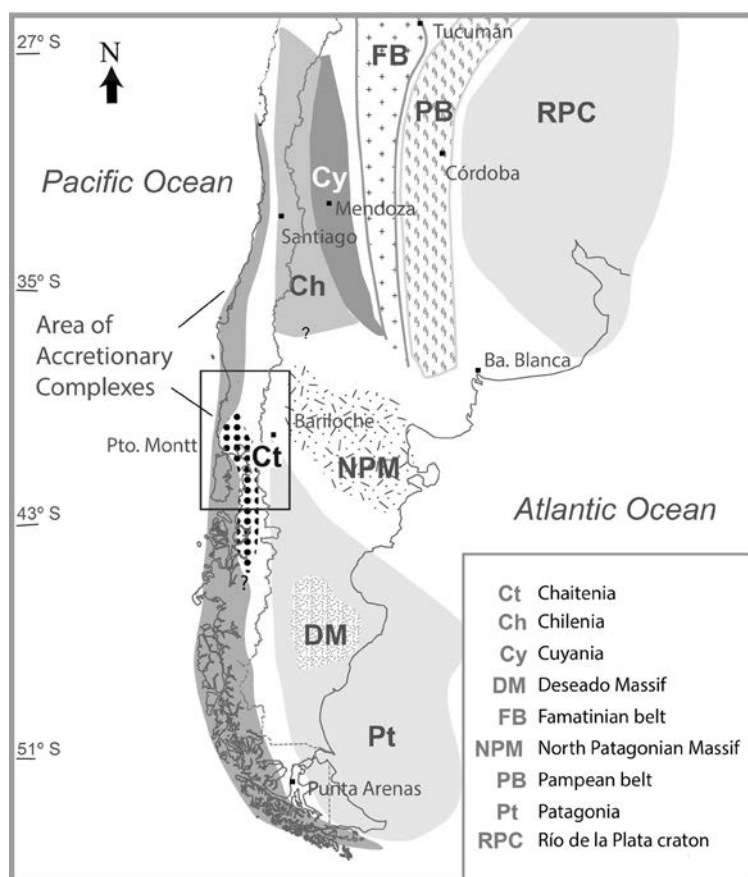 27° S
N
Tucumán
FB
PB
RPC
Córdoba
Pacific Ocean
Cy
Mendoza
Santiago
35° S
Ch
?
Area of
Accretionary
Complexes
Ba. Blanca
Bariloche
Pto. Montt
Ct
NPM
43° S
Atlantic Ocean
?
DM
51° S
Pt
Punta Arenas
Ct Chaitenia
Ch Chilenia
Cy Cuyania
DM Deseado Massif
FB Famatinian belt
NPM North Patagonian Massif
PB Pampean belt
Pt Patagonia
RPC Río de la Plata craton